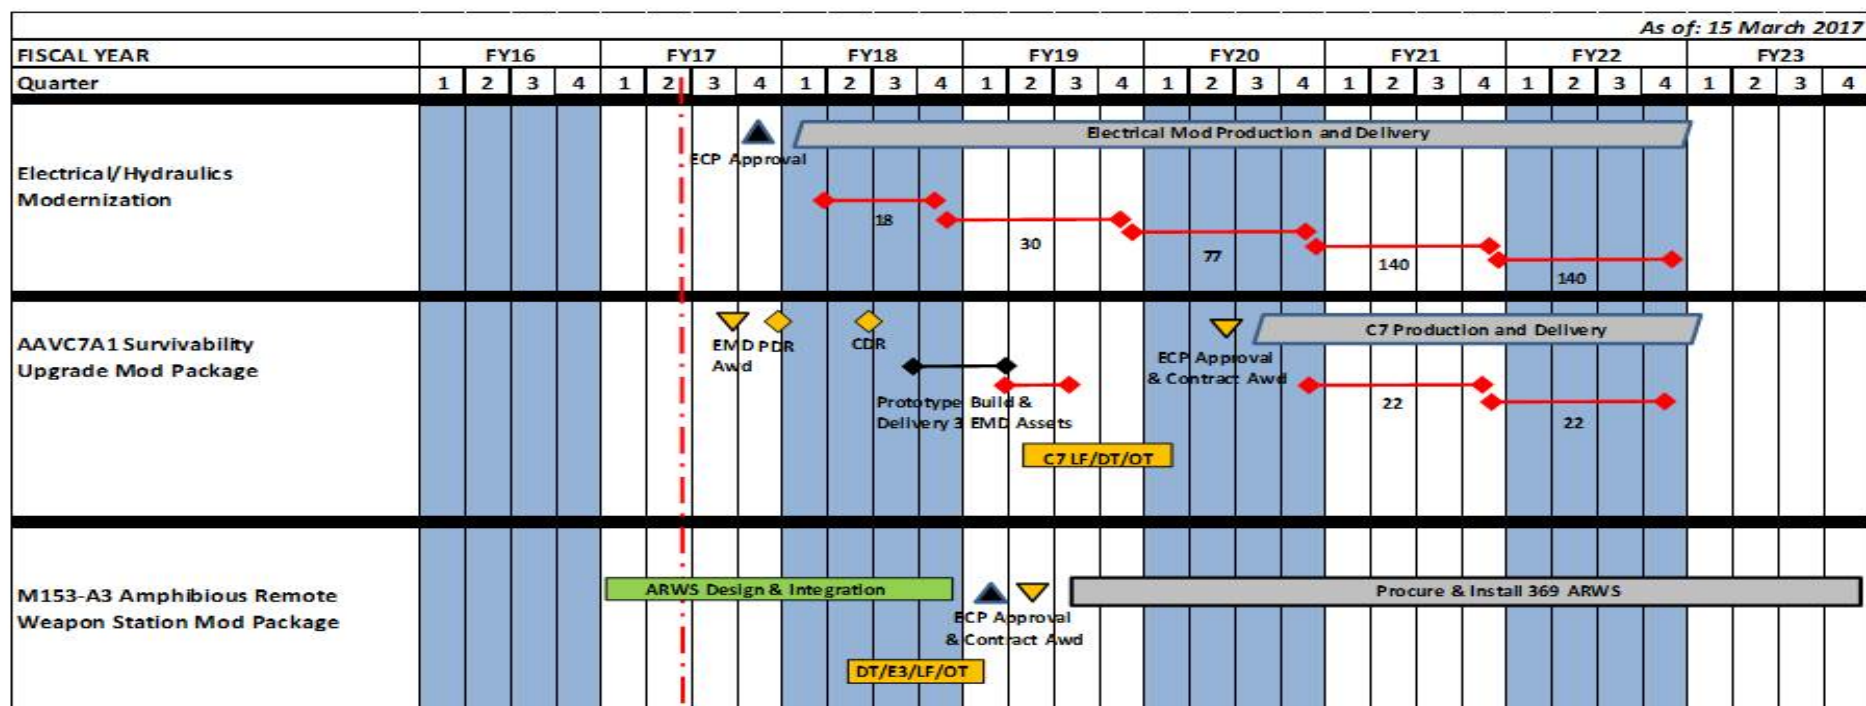 As of: 15 March 2017
FISCAL YEAR FY16 FY17 FY18 FY19 FY20 FY21 FY22 FY23
Quarter 1 2 3 4 1 2 3 4 1 2 3 4 1 2 3 4 1 2 3 4 1 2 3 4 1 2 3 4 1 2 3 4
Electrical Mod Production and Delivery
ECP Approval
Electrical/Hydraulics
Modernization
18
30
77
140
140
AAVC7A1 Survivability
Upgrade Mod Package
EMD PDR
Awd
CDR
ECP Approval
& Contract Awd
C7 Production and Delivery
Prototype Build &
Delivery 3 EMD Assets
22
22
C7 LF/DT/OT
M153-A3 Amphibious Remote
Weapon Station Mod Package
ARWS Design & Integration
ECP Approval
& Contract Awd
Procure & Install 369 ARWS
DT/E3/LF/OT